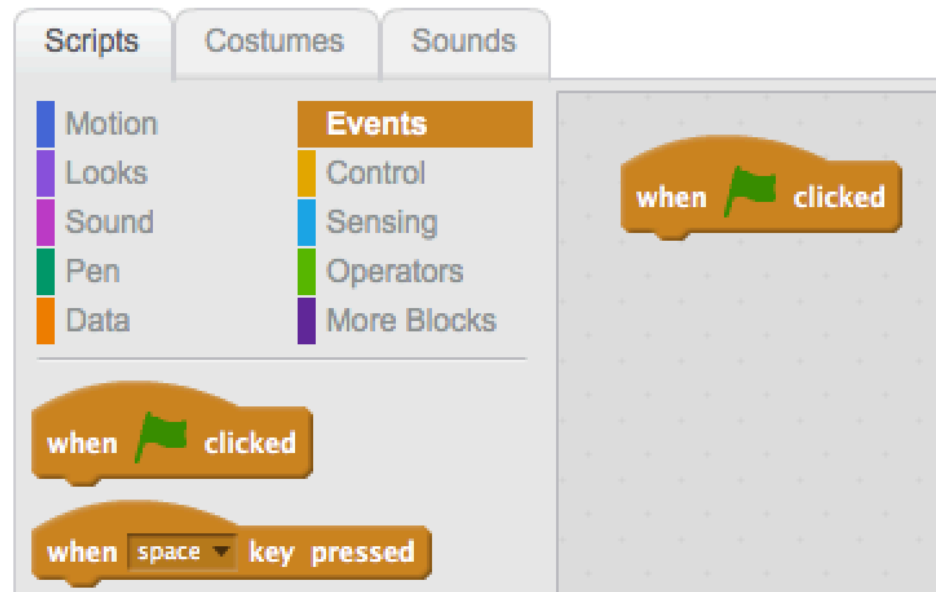 Scripts Costumes Sounds
Motion
Looks
Sound
Pen
Data
Events
Control
Sensing
Operators
More Blocks
when clicked
when space key pressed
when clicked